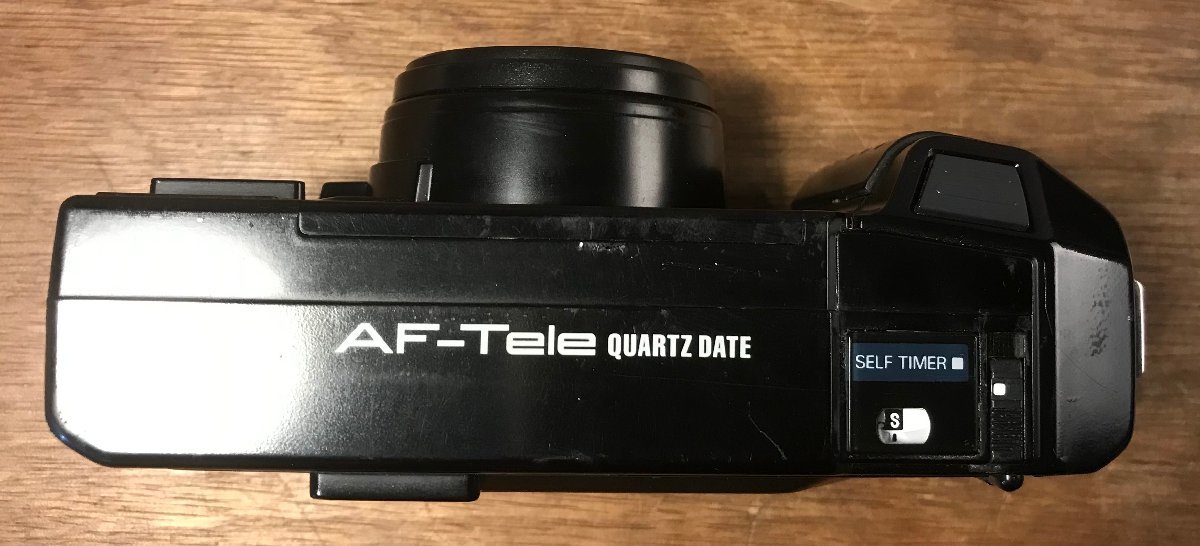 AF-Tele QUARTZ DATE
SELF TIMER
S